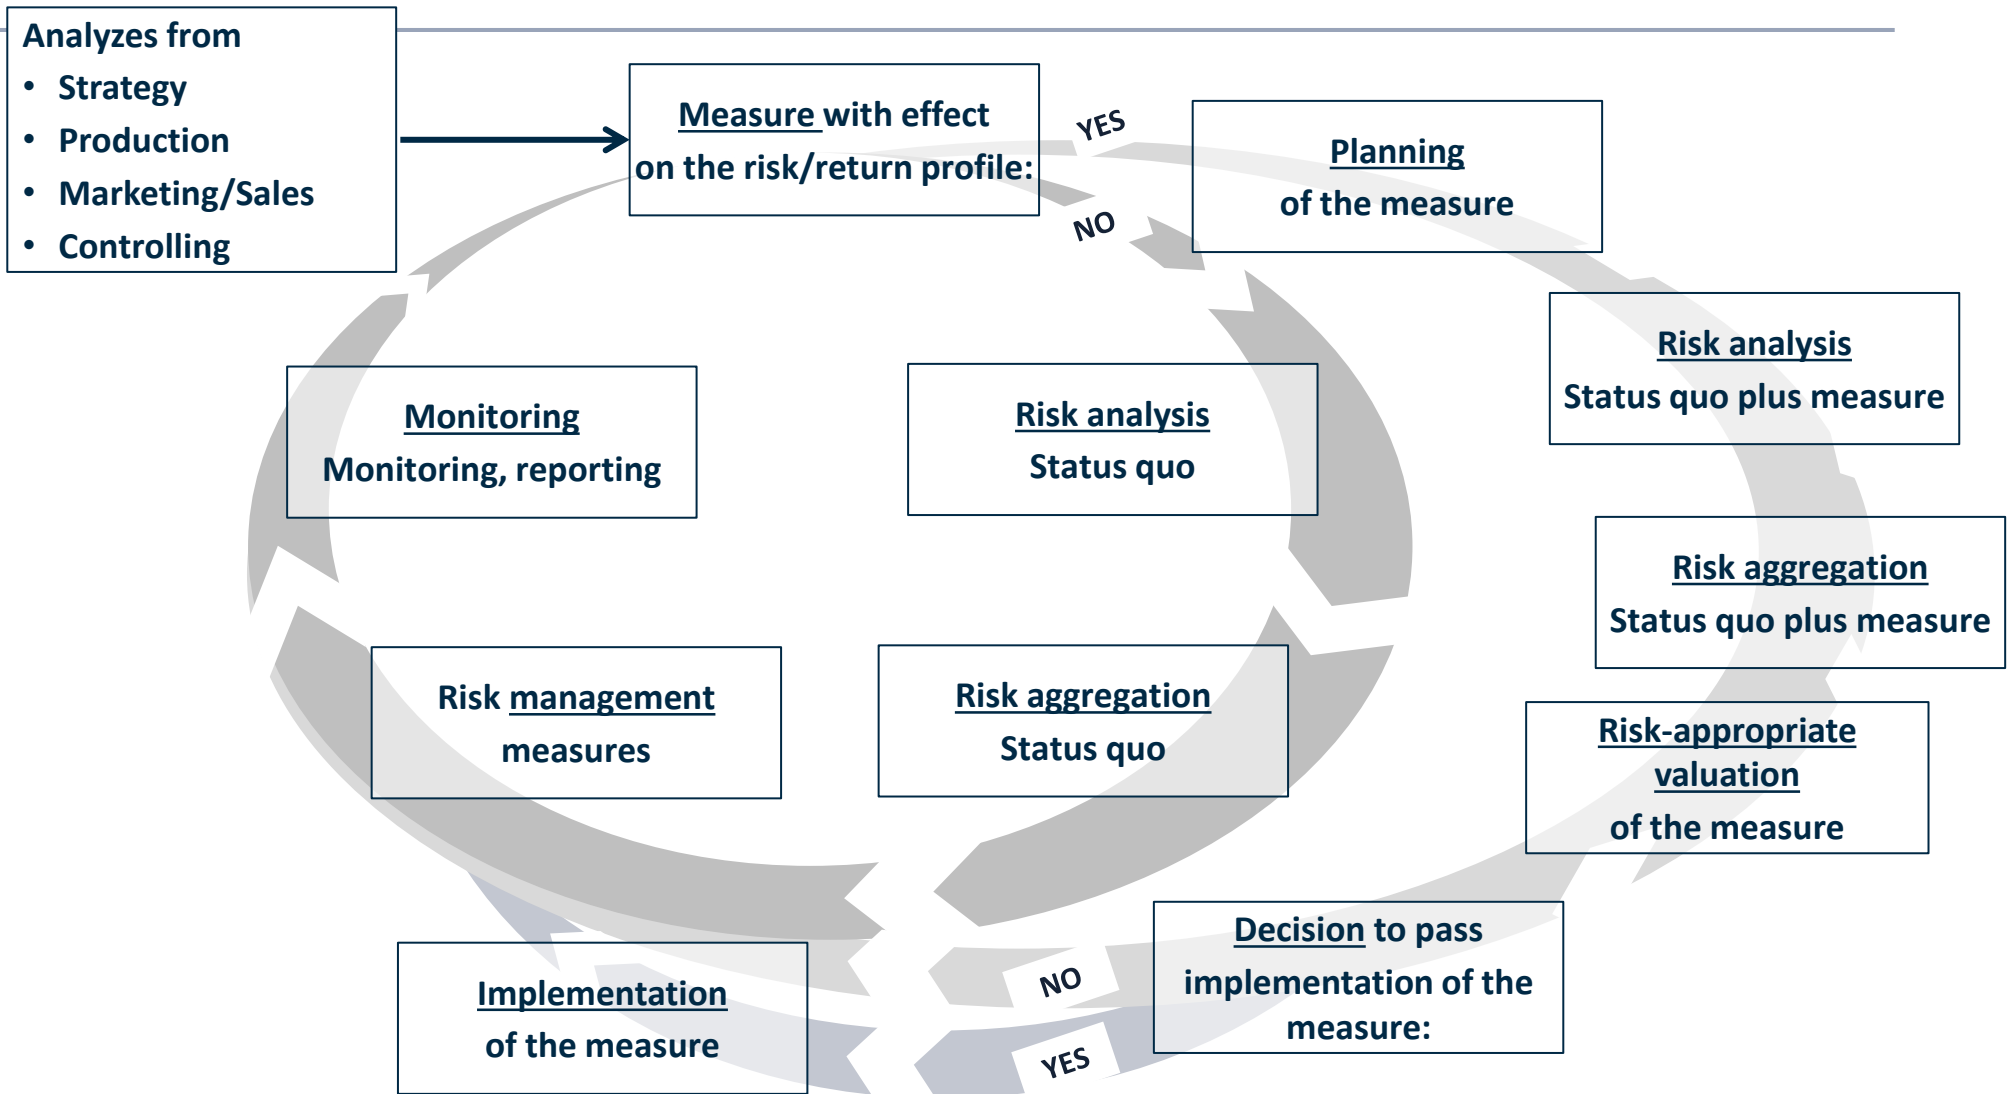 Analyzes from
• Strategy
• Production
• Marketing/Sales
• Controlling
Measure with effect
on the risk/return profile:
YES
NO
Planning
of the measure
Risk analysis
Status quo plus measure
Monitoring
Monitoring, reporting
Risk analysis
Status quo
Risk aggregation
Status quo plus measure
Risk management
measures
Risk aggregation
Status quo
Risk-appropriate
valuation
of the measure
Decision to pass
implementation of the
measure:
NO
YES
Implementation
of the measure